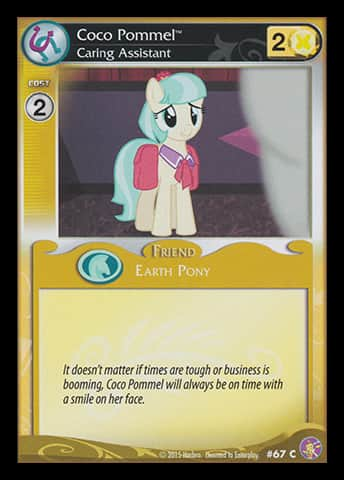 Coco Pommel™
Caring Assistant
2
COST
2
FRIEND
EARTH PONY
It doesn't matter if times are tough or business is
booming, Coco Pommel will always be on time with
a smile on her face.
© 2015 Hasbro. Licensed to Enterplay.
#67 C